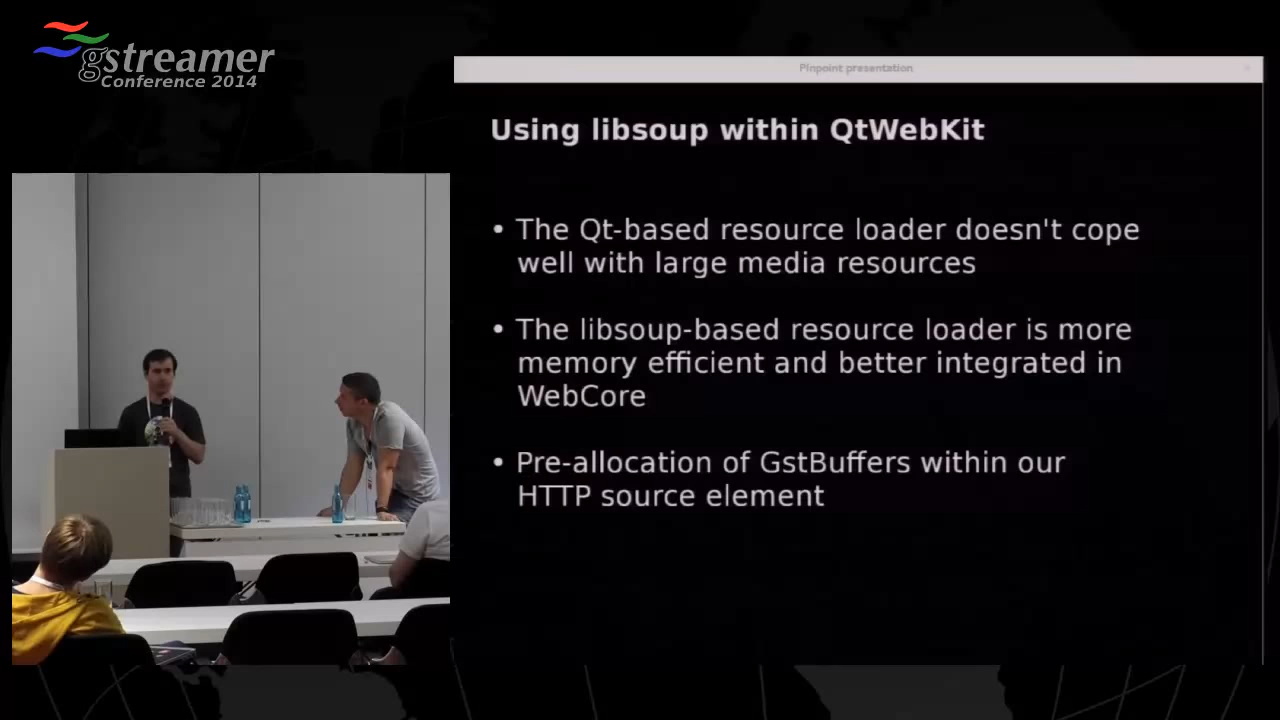 gstreamer
Conference 2014
Pinpoint presentation
Using libsoup within QtWebKit
• The Qt-based resource loader doesn't cope
well with large media resources
• The libsoup-based resource loader is more
memory efficient and better integrated in
WebCore
• Pre-allocation of GstBuffers within our
HTTP source element